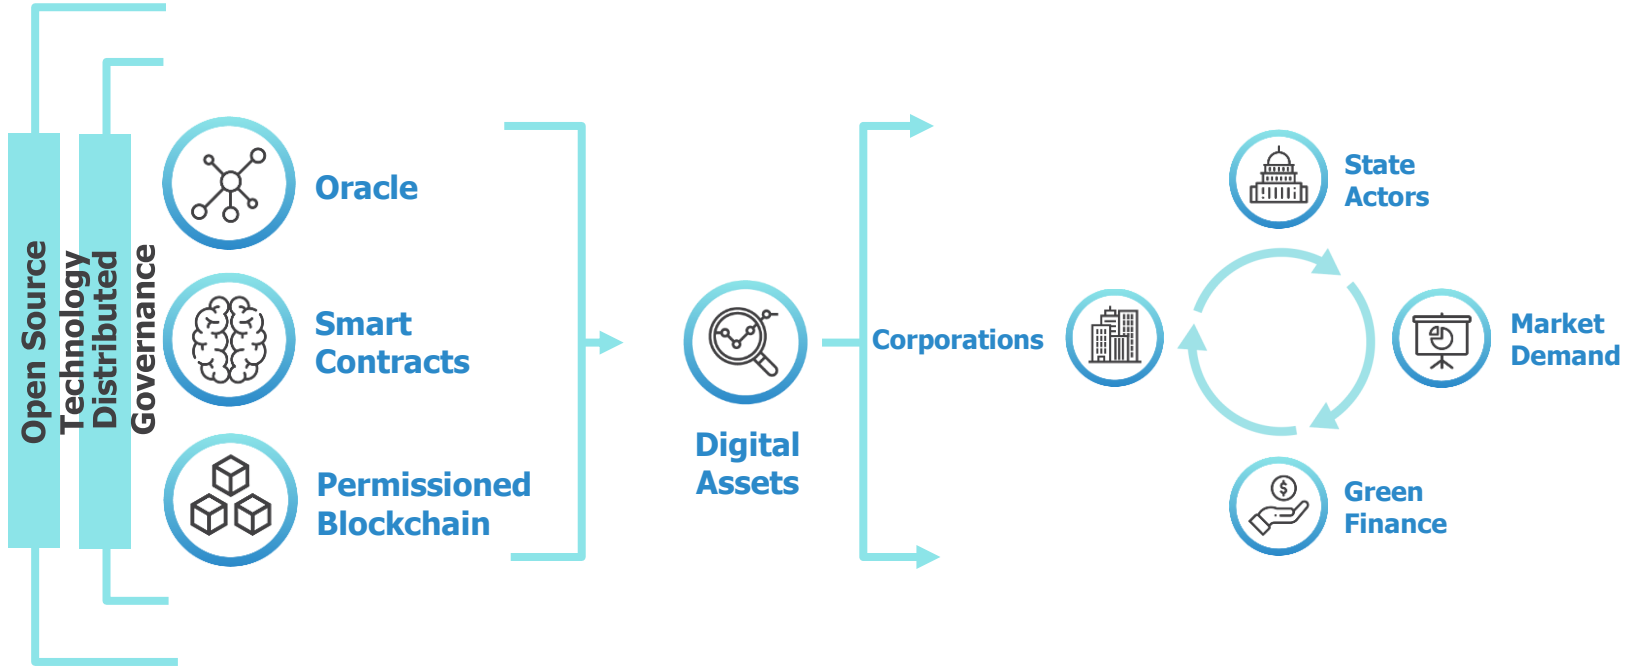 Open Source
Technology
Distributed
Governance
Oracle
Smart
Contracts
Permissioned
Blockchain
Digital
Assets
Corporations
State
Actors
Market
Demand
Green
Finance
$